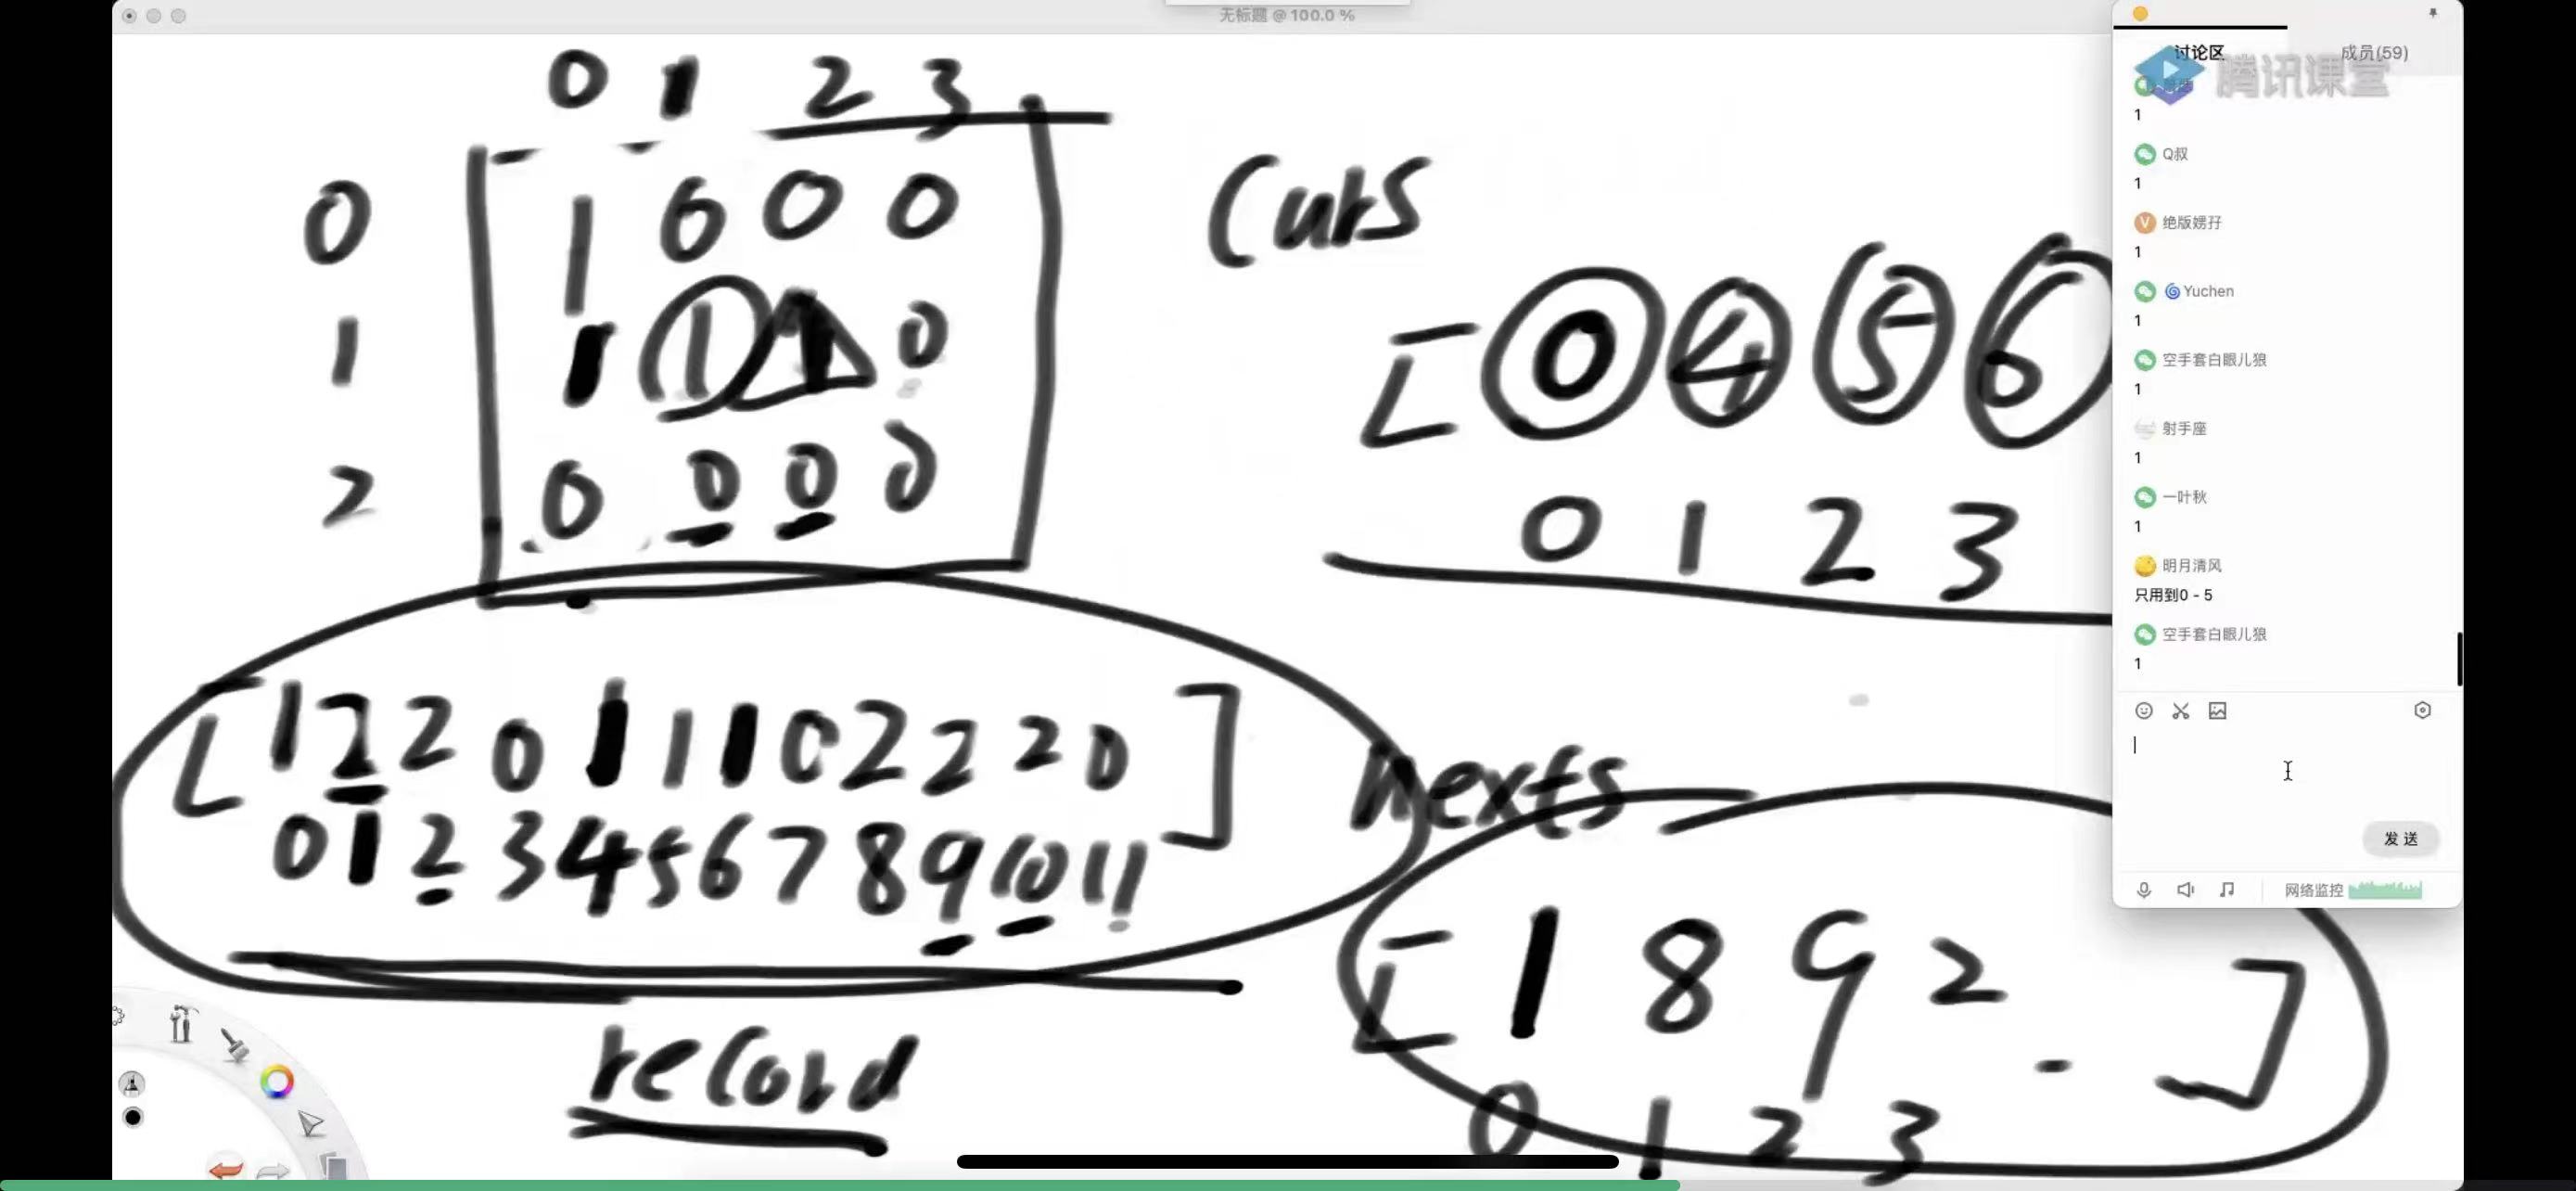 无标题 @ 100.0 %
0 1 2 3
0 1 0 0 0
1 1 1 1 0
2 0 0 0 0
Curs
[ 0 4 5 6
0 1 2 3
[ 1 2 2 0 1 1 1 0 2 2 2 0 ]
0 1 2 3 4 5 6 7 8 9 10 11
record
nexts
[ 1 8 9 2 . ]
0 1 2 3
讨论区 成员(59)
腾讯课堂
1
Q叔
1
绝版娚孖
1
Yuchen
1
空手套白眼儿狼
1
射手座
1
一叶秋
1
明月清风
只用到0 - 5
空手套白眼儿狼
1
发 送
网络监控